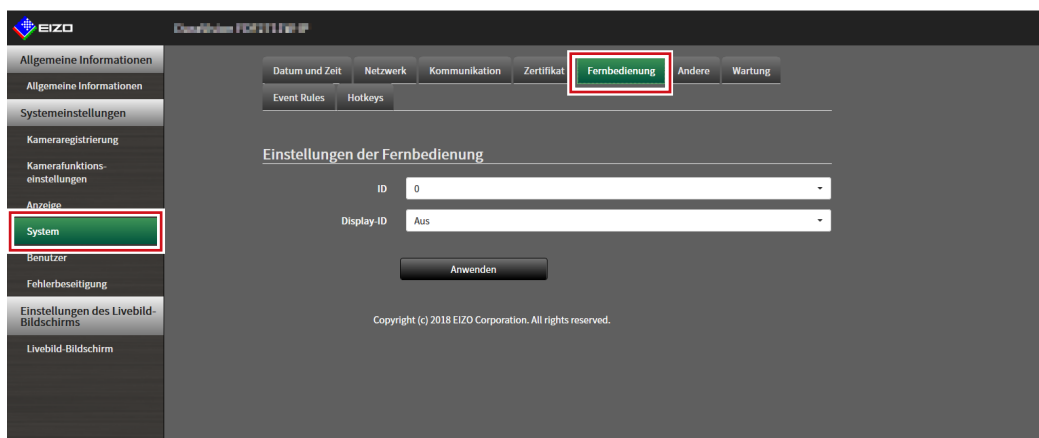 EIZO
Allgemeine Informationen
Allgemeine Informationen
Systemeinstellungen
Kameraregistrierung
Kamerafunktions-
einstellungen
Anzeige
System
Benutzer
Fehlerbeseitigung
Einstellungen des Livebild-
Bildschirms
Livebild-Bildschirm
Datum und Zeit Netzwerk Kommunikation Zertifikat Fernbedienung Andere Wartung
Event Rules Hotkeys
Einstellungen der Fernbedienung
ID 0
Display-ID Aus
Anwenden
Copyright (c) 2018 EIZO Corporation. All rights reserved.